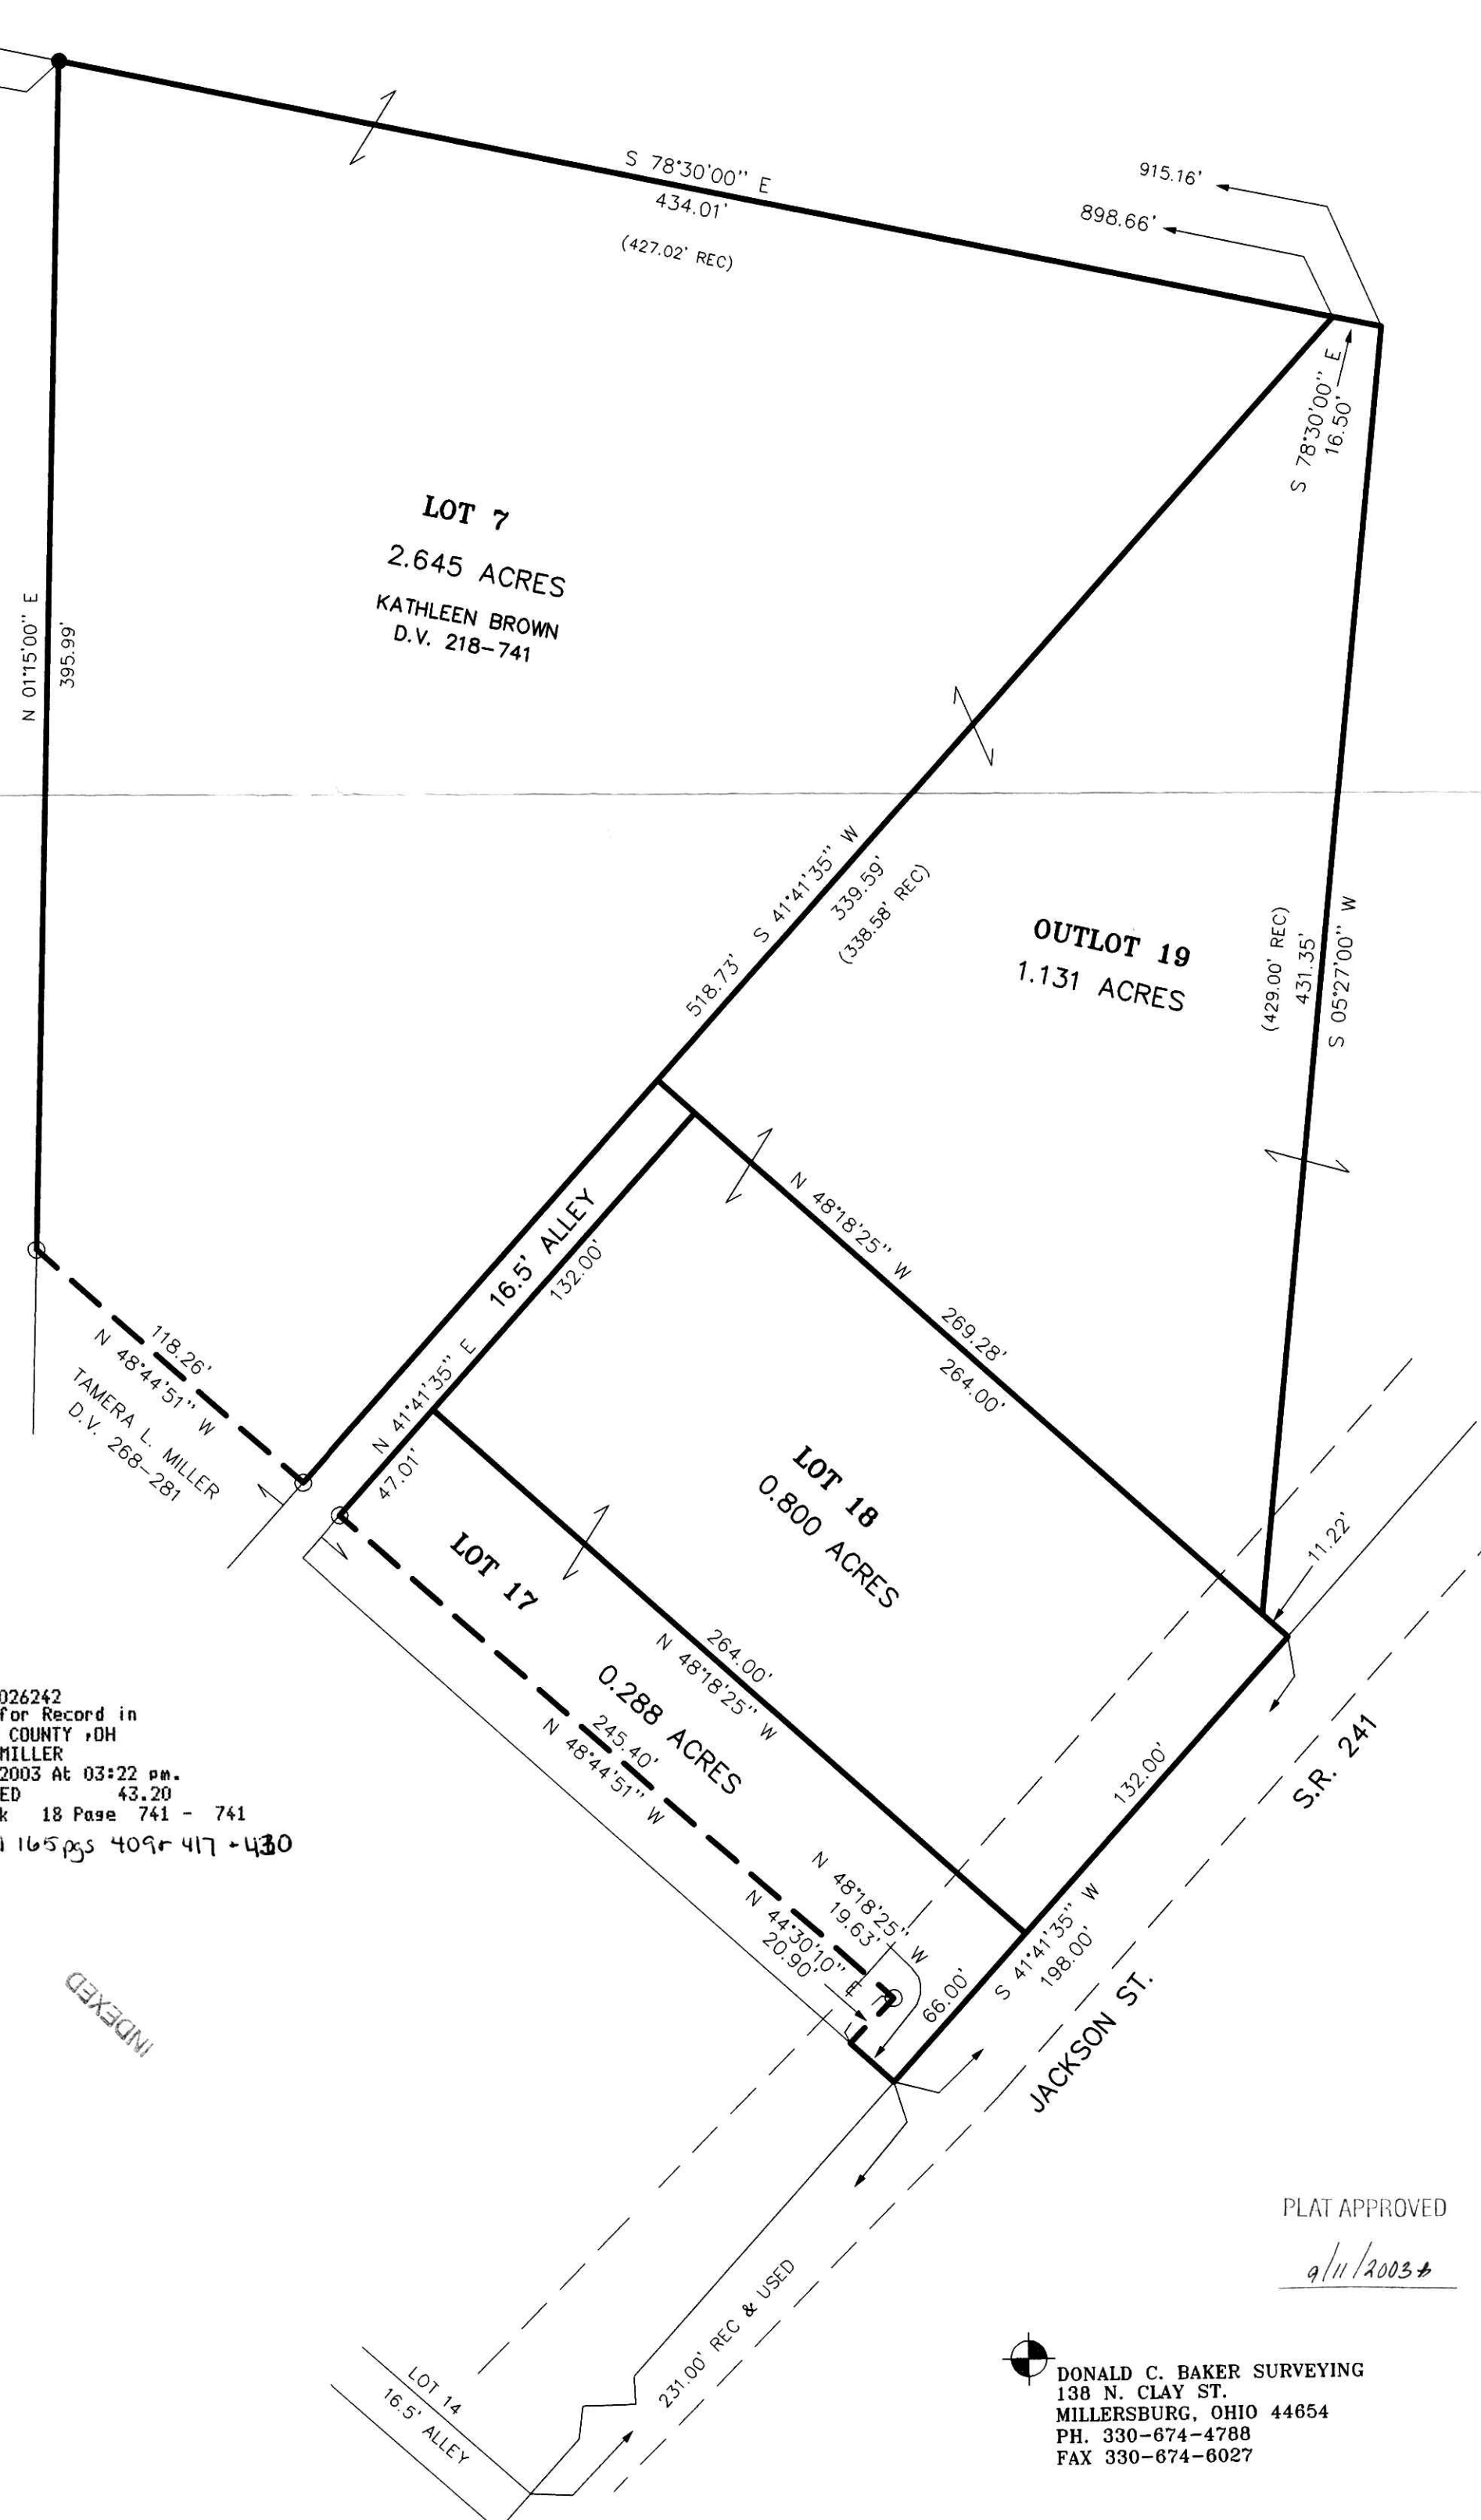 S 78°30'00" E
434.01'
(427.02' REC)
915.16'
898.66'
S 78°30'00" E
16.50'
LOT 7
2.645 ACRES
KATHLEEN BROWN
D.V. 218-741
N 01°15'00" E
395.99'
518.73' S 41°41'35" W
339.59'
(338.58' REC)
OUTLOT 19
1.131 ACRES
(429.00' REC)
431.35'
S 05°27'00" W
16.5' ALLEY
132.00'
N 41°41'35" E
47.01'
N 48°18'25" W
269.28'
264.00'
118.26'
N 48°44'51" W
TAMERA L. MILLER
D.V. 268-281
LOT 18
0.800 ACRES
11.22'
LOT 17
0.288 ACRES
264.00'
N 48°18'25" W
245.40'
N 48°44'51" W
N 48°18'25" W
19.63'
N 44°30'10" E
20.90'
132.00'
66.00'
S 41°41'35" W
198.00'
S.R. 241
JACKSON ST.
026242
for Record in
COUNTY ,OH
MILLER
2003 At 03:22 pm.
ED 43.20
k 18 Page 741 - 741
165 pgs 409+ 417 + 430
INDEXED
231.00' REC & USED
LOT 14
16.5' ALLEY
PLAT APPROVED
9/11/2003
DONALD C. BAKER SURVEYING
138 N. CLAY ST.
MILLERSBURG, OHIO 44654
PH. 330-674-4788
FAX 330-674-6027